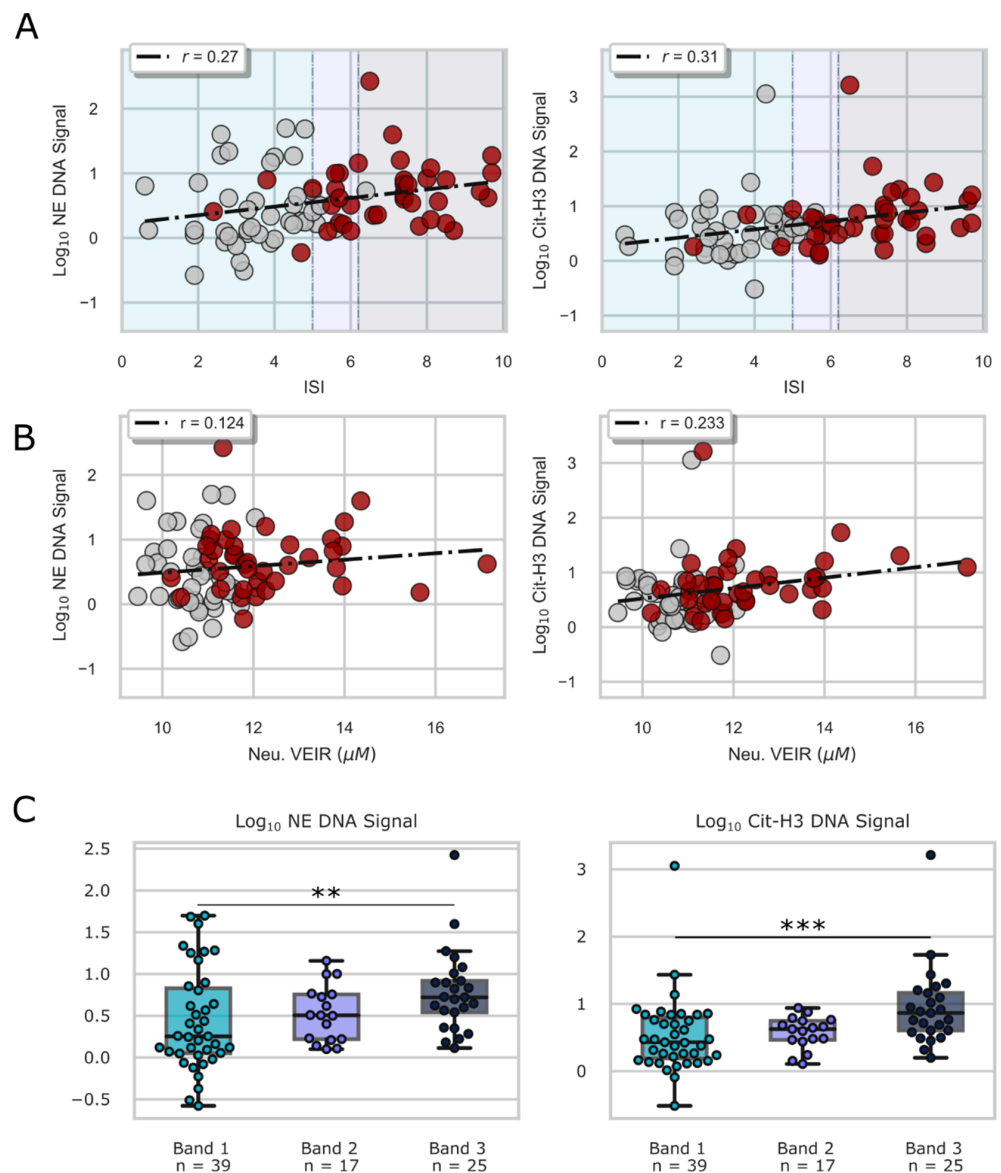 A
r = 0.27
r = 0.31
Log₁₀ NE DNA Signal
2
1
0
−1
Log₁₀ Cit-H3 DNA Signal
3
2
1
0
−1
0 2 4 6 8 10
0 2 4 6 8 10
ISI
ISI
B
r = 0.124
r = 0.233
Log₁₀ NE DNA Signal
2
1
0
−1
Log₁₀ Cit-H3 DNA Signal
3
2
1
0
−1
10 12 14 16
10 12 14 16
Neu. VEIR (μM)
Neu. VEIR (μM)
C
Log₁₀ NE DNA Signal
Log₁₀ Cit-H3 DNA Signal
2.5
2.0
1.5
1.0
0.5
0.0
−0.5
**
3
2
1
0
***
Band 1 Band 2 Band 3
n = 39 n = 17 n = 25
Band 1 Band 2 Band 3
n = 39 n = 17 n = 25